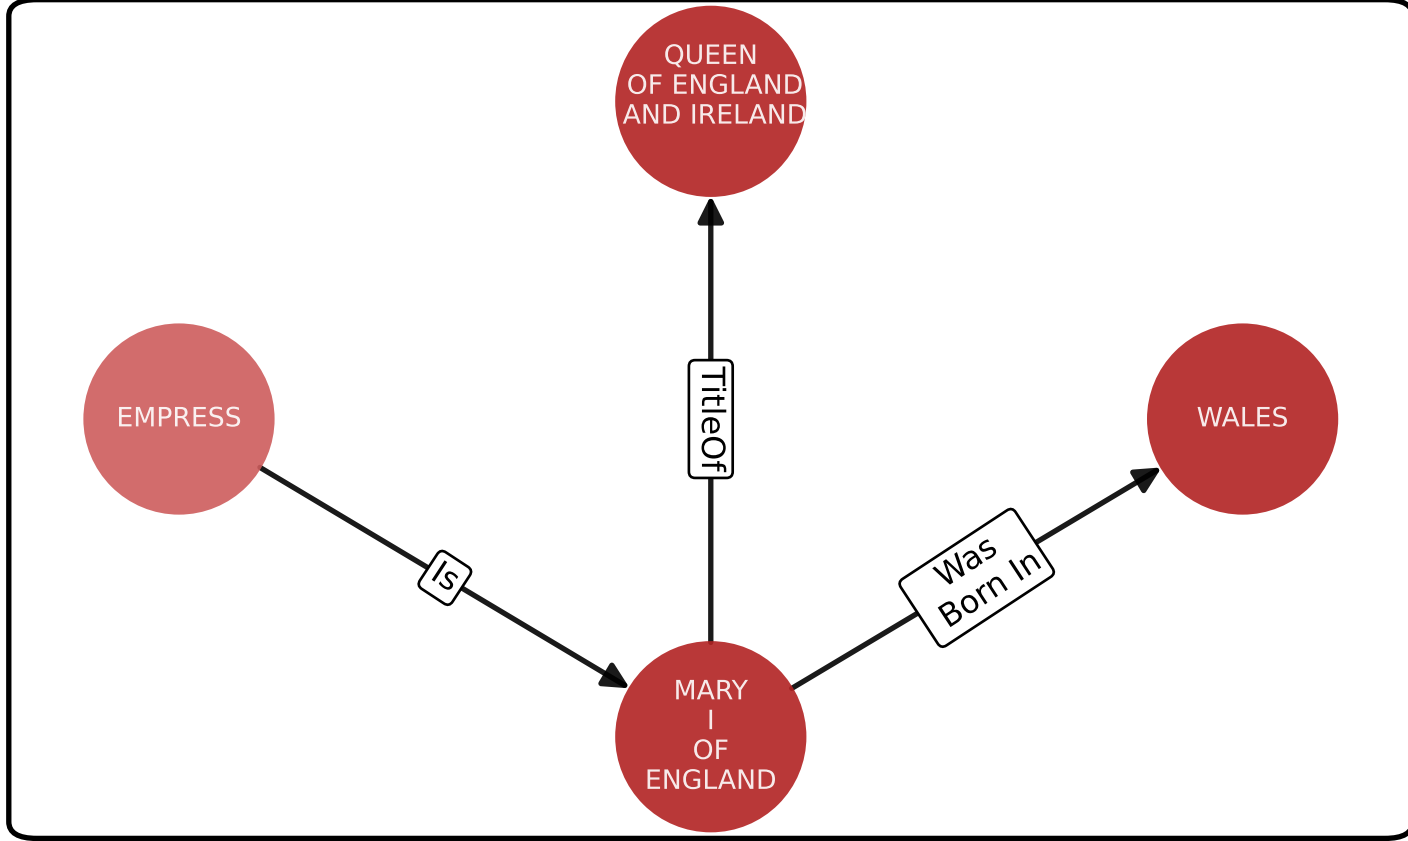 QUEEN
OF ENGLAND
AND IRELAND
TitleOf
EMPRESS
WALES
Is
Was
Born In
MARY
I
OF
ENGLAND